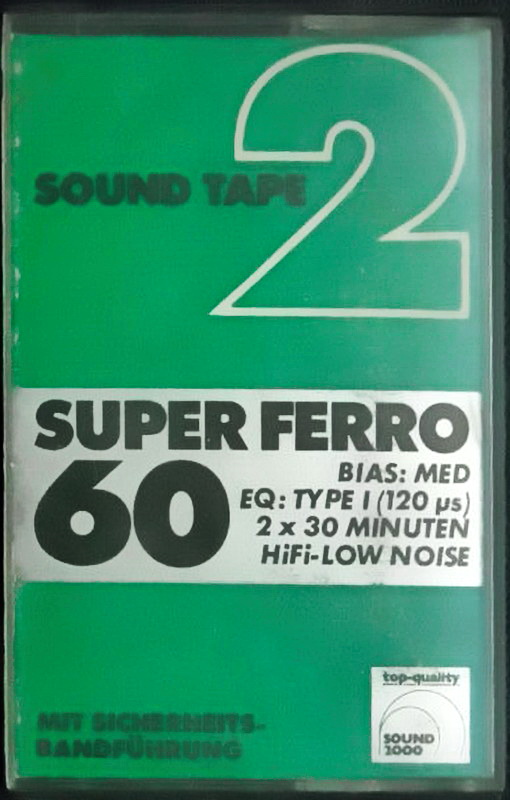 2
SOUND TAPE
SUPER FERRO
60
BIAS: MED
EQ: TYPE I (120 µs)
2 x 30 MINUTEN
HiFi-LOW NOISE
MIT SICHERHEITS-
BANDFÜHRUNG
top-quality
SOUND
2000